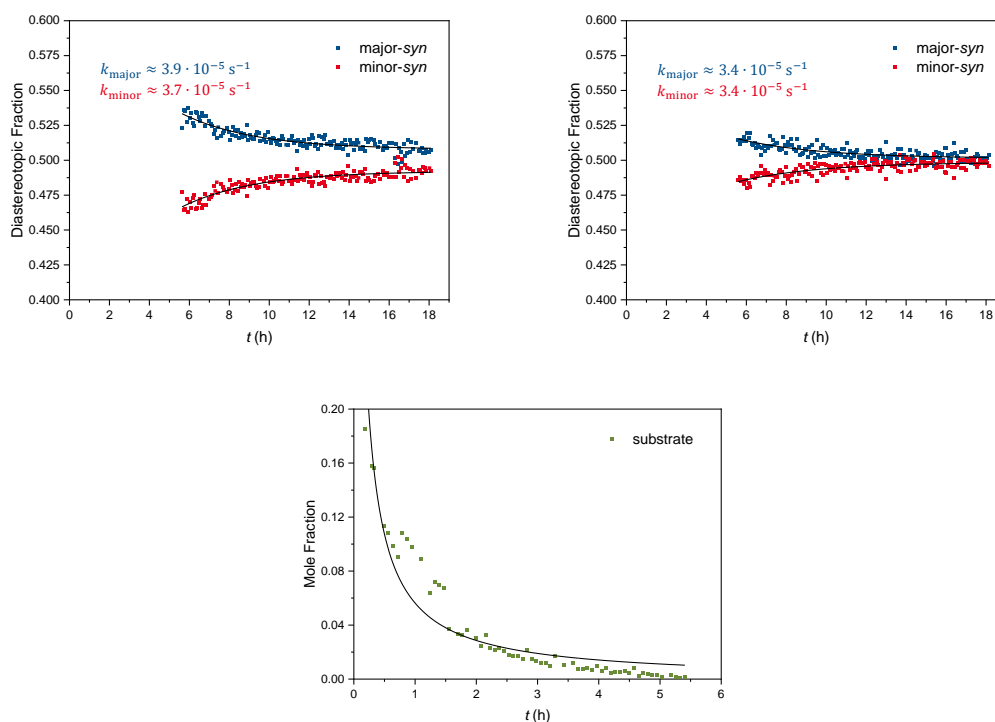 0.600
0.575
0.550
0.525
0.500
0.475
0.450
0.425
0.400
Diastereotopic Fraction
major-syn
minor-syn
k_major ≈ 3.9 · 10⁻⁵ s⁻¹
k_minor ≈ 3.7 · 10⁻⁵ s⁻¹
0 2 4 6 8 10 12 14 16 18
t (h)
0.600
0.575
0.550
0.525
0.500
0.475
0.450
0.425
0.400
Diastereotopic Fraction
major-syn
minor-syn
k_major ≈ 3.4 · 10⁻⁵ s⁻¹
k_minor ≈ 3.4 · 10⁻⁵ s⁻¹
0 2 4 6 8 10 12 14 16 18
t (h)
0.20
0.16
0.12
0.08
0.04
0.00
Mole Fraction
substrate
0 1 2 3 4 5 6
t (h)